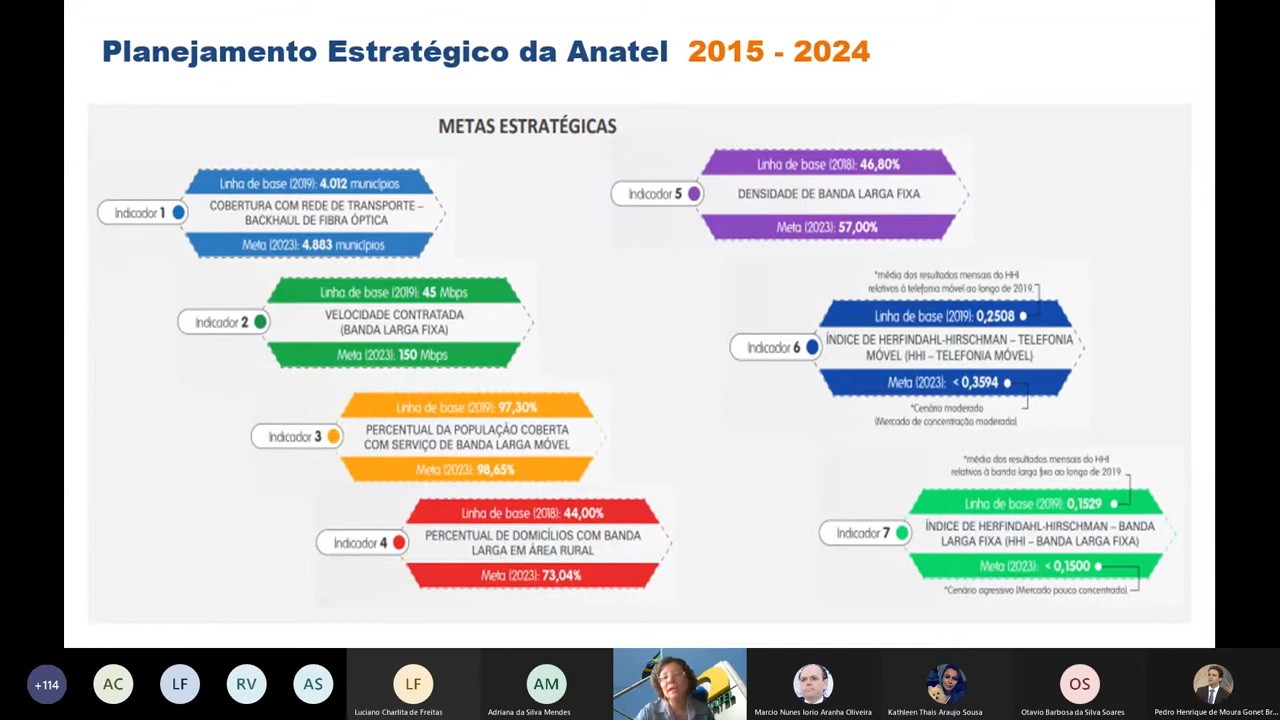 Planejamento Estratégico da Anatel 2015 - 2024
METAS ESTRATÉGICAS
Indicador 1
Linha de base (2019): 4.012 municípios
COBERTURA COM REDE DE TRANSPORTE –
BACKHAUL DE FIBRA ÓPTICA
Meta (2023): 4.883 municípios
Indicador 2
Linha de base (2019): 45 Mbps
VELOCIDADE CONTRATADA
(BANDA LARGA FIXA)
Meta (2023): 150 Mbps
Indicador 3
Linha de base (2019): 97,30%
PERCENTUAL DA POPULAÇÃO COBERTA
COM SERVIÇO DE BANDA LARGA MÓVEL
Meta (2023): 98,65%
Indicador 4
Linha de base (2018): 44,00%
PERCENTUAL DE DOMICÍLIOS COM BANDA
LARGA EM ÁREA RURAL
Meta (2023): 73,04%
Indicador 5
Linha de base (2018): 46,80%
DENSIDADE DE BANDA LARGA FIXA
Meta (2023): 57,00%
*média dos resultados mensais do HHI
relativos à telefonia móvel ao longo de 2019.
Indicador 6
Linha de base (2019): 0,2508
ÍNDICE DE HERFINDAHL-HIRSCHMAN – TELEFONIA
MÓVEL (HHI – TELEFONIA MÓVEL)
Meta (2023): < 0,3594
*Cenário moderado
(Mercado de concentração moderada)
*média dos resultados mensais do HHI
relativos à banda larga fixa ao longo de 2019
Indicador 7
Linha de base (2019): 0,1529
ÍNDICE DE HERFINDAHL-HIRSCHMAN – BANDA
LARGA FIXA (HHI – BANDA LARGA FIXA)
Meta (2023): < 0,1500
*Cenário agressivo (Mercado pouco concentrado).
+114
AC
LF
RV
AS
LF
Luciano Charlita de Freitas
AM
Adriana da Silva Mendes
Marcio Nunes Iorio Aranha Oliveira
Kathleen Thais Araujo Sousa
OS
Otavio Barbosa da Silva Soares
Pedro Henrique de Moura Gonet Br...